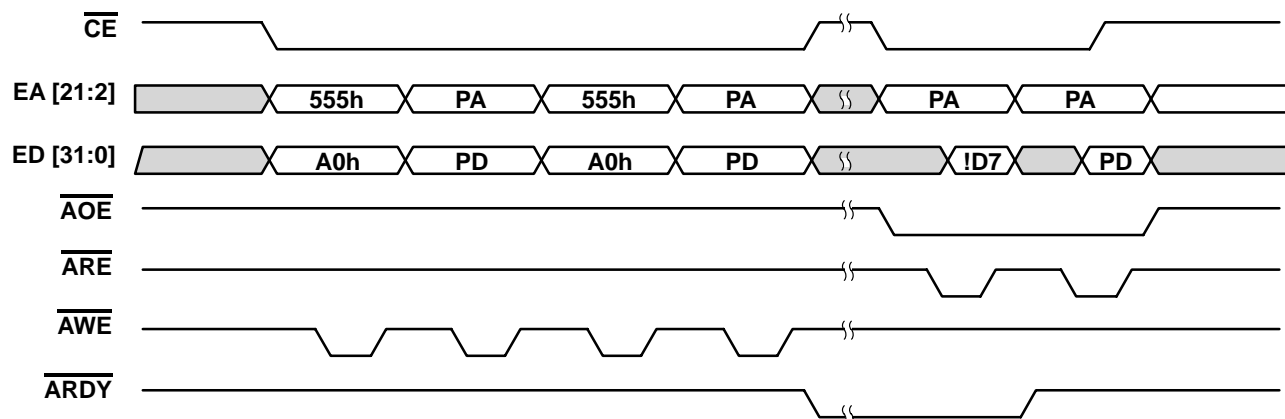 CE
EA [21:2] 555h PA 555h PA PA PA
ED [31:0] A0h PD A0h PD !D7 PD
AOE
ARE
AWE
ARDY